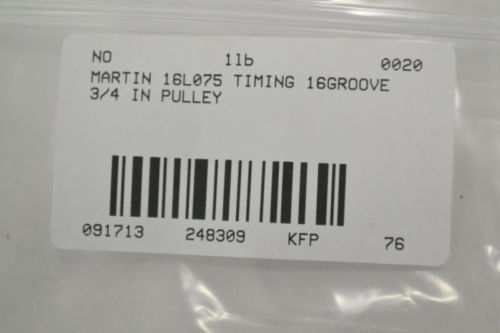 NO 1lb 0020
MARTIN 16L075 TIMING 16GROOVE
3/4 IN PULLEY
091713 248309 KFP 76